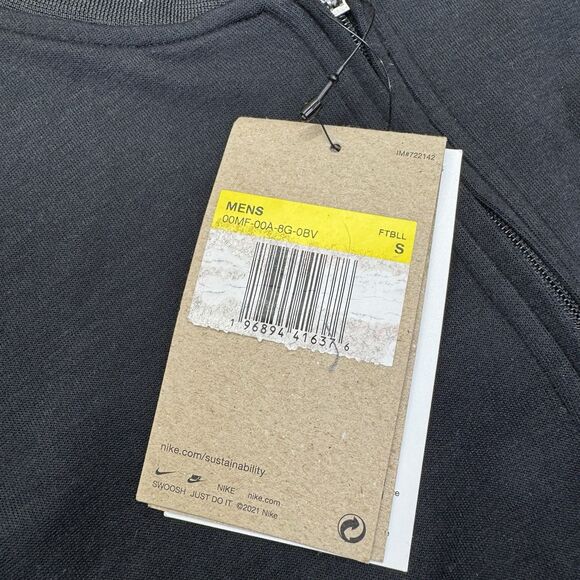 IM#722142
MENS
00MF-00A-8G-0BV
FTBLL
S
1 96894 41637 6
nike.com/sustainability
SWOOSH JUST DO IT NIKE nike.com
©2021 Nike